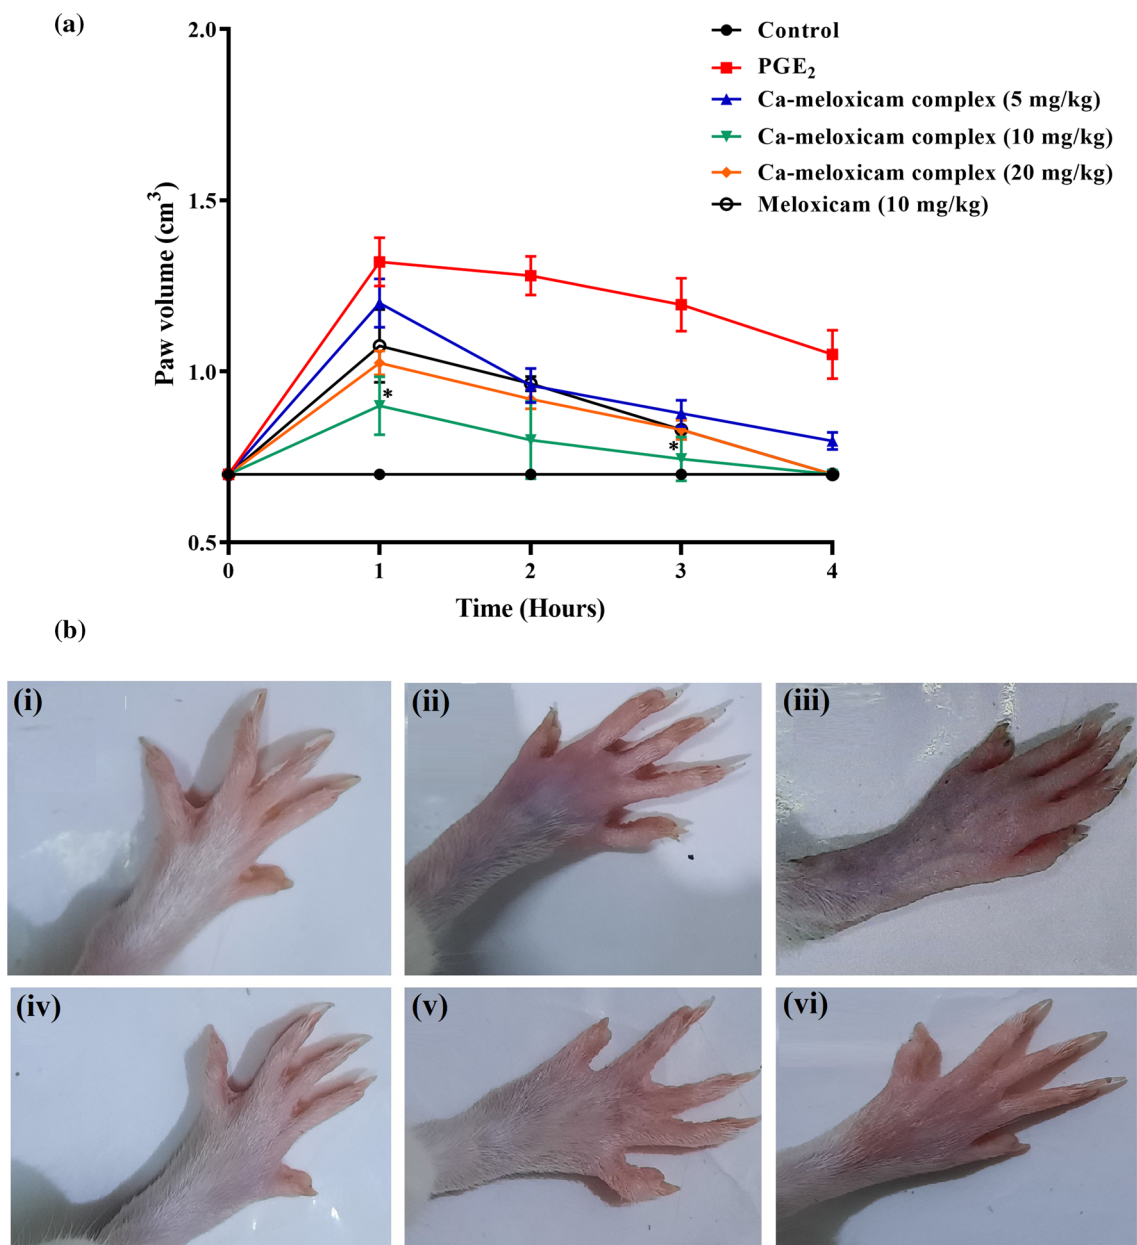 (a)
2.0
1.5
1.0
0.5
Paw volume (cm³)
0 1 2 3 4
Time (Hours)
Control
PGE₂
Ca-meloxicam complex (5 mg/kg)
Ca-meloxicam complex (10 mg/kg)
Ca-meloxicam complex (20 mg/kg)
Meloxicam (10 mg/kg)
*
*
(b)
(i) (ii) (iii)
(iv) (v) (vi)